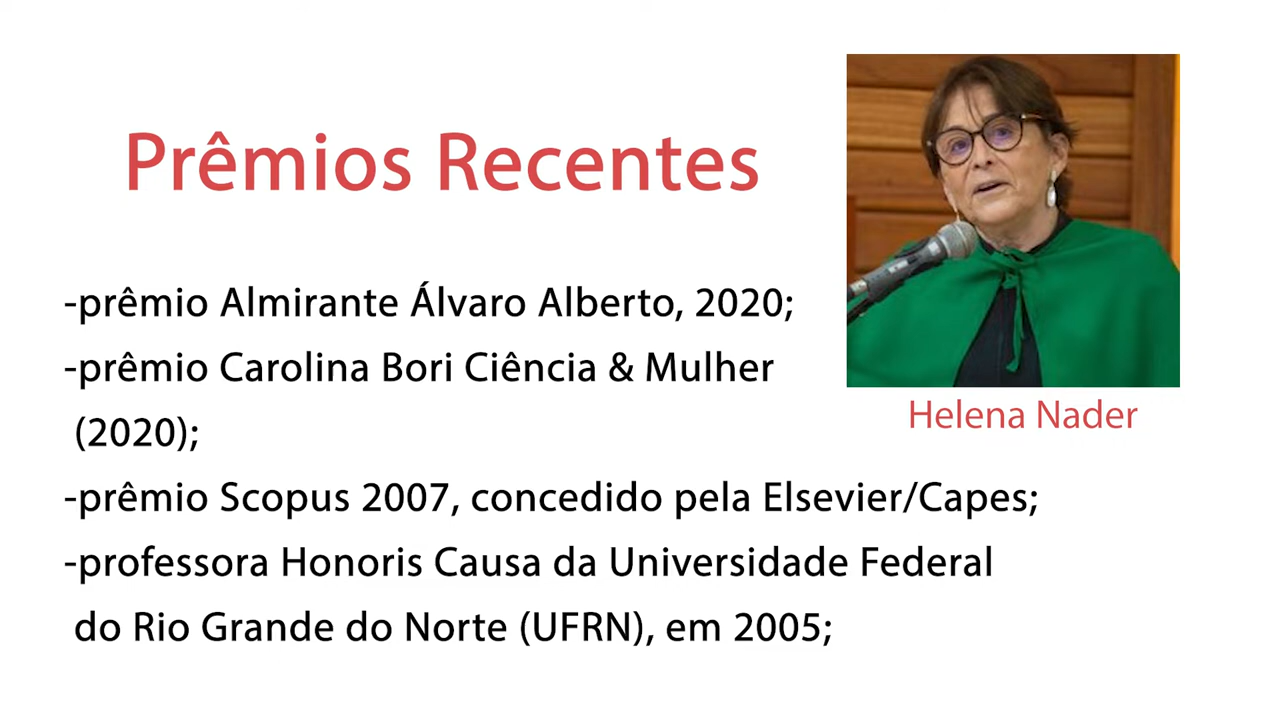 Prêmios Recentes
-prêmio Almirante Álvaro Alberto, 2020;
-prêmio Carolina Bori Ciência & Mulher
(2020);
-prêmio Scopus 2007, concedido pela Elsevier/Capes;
-professora Honoris Causa da Universidade Federal
do Rio Grande do Norte (UFRN), em 2005;
Helena Nader